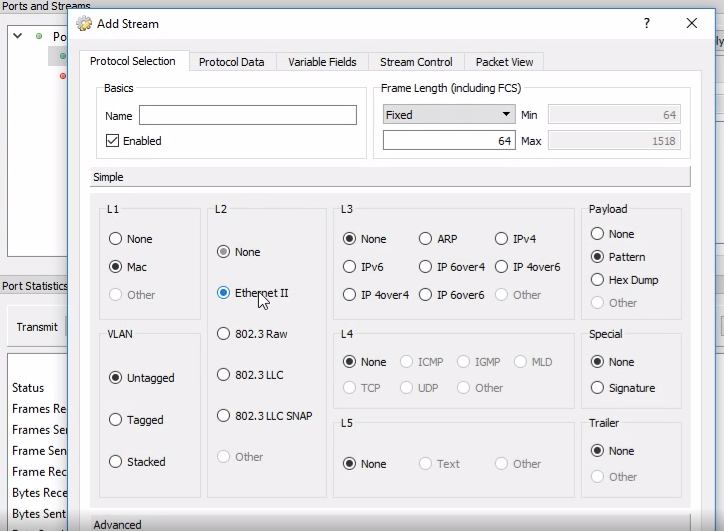 Ports and Streams
Add Stream
?
Po
Protocol Selection
Protocol Data
Variable Fields
Stream Control
Packet View
Basics
Name
Enabled
Frame Length (including FCS)
Fixed
Min
64
64
Max
1518
Simple
L1
None
Mac
Other
VLAN
Untagged
Tagged
Stacked
L2
None
Ethernet II
802.3 Raw
802.3 LLC
802.3 LLC SNAP
Other
L3
None
ARP
IPv4
IPv6
IP 6over4
IP 4over6
IP 4over4
IP 6over6
Other
L4
None
ICMP
IGMP
MLD
TCP
UDP
Other
L5
None
Text
Other
Payload
None
Pattern
Hex Dump
Other
Special
None
Signature
Trailer
None
Other
Advanced
Port Statistics
Transmit
Status
Frames Re
Frames Sen
Frame Sen
Frame Rec
Bytes Rece
Bytes Sent